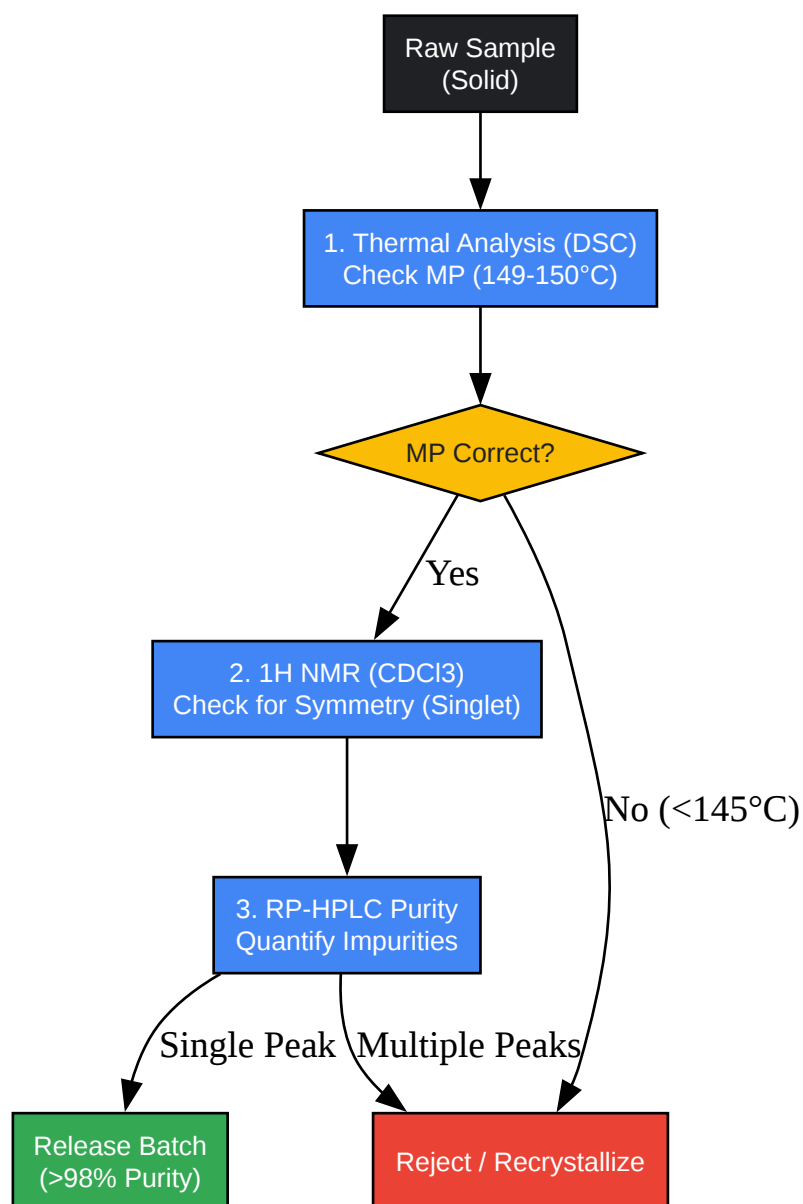 Raw Sample
(Solid)
1. Thermal Analysis (DSC)
Check MP (149-150°C)
MP Correct?
Yes
2. 1H NMR (CDCl3)
Check for Symmetry (Singlet)
No (<145°C)
3. RP-HPLC Purity
Quantify Impurities
Single Peak
Multiple Peaks
Release Batch
(>98% Purity)
Reject / Recrystallize